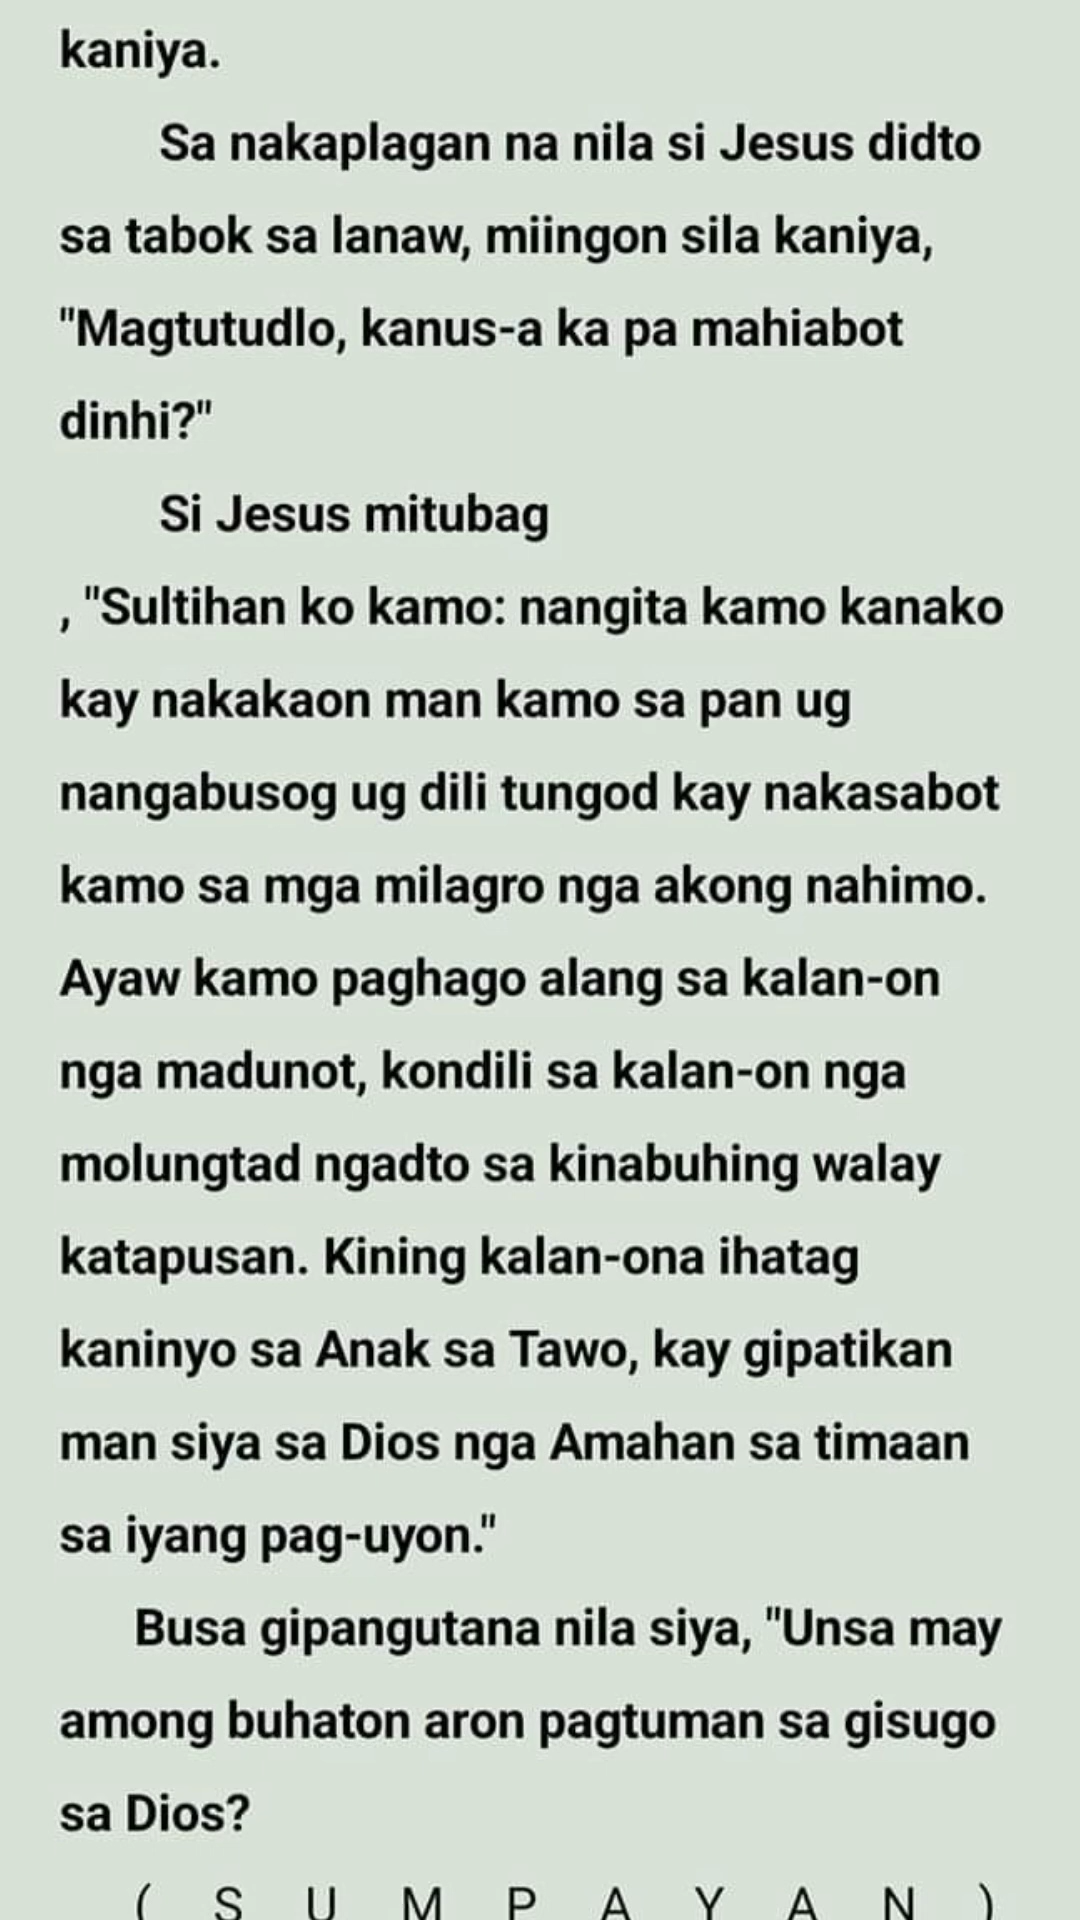 kaniya.
Sa nakaplagan na nila si Jesus didto
sa tabok sa lanaw, miingon sila kaniya,
"Magtutudlo, kanus-a ka pa mahiabot
dinhi?"
Si Jesus mitubag
, "Sultihan ko kamo: nangita kamo kanako
kay nakakaon man kamo sa pan ug
nangabusog ug dili tungod kay nakasabot
kamo sa mga milagro nga akong nahimo.
Ayaw kamo paghago alang sa kalan-on
nga madunot, kondili sa kalan-on nga
molungtad ngadto sa kinabuhing walay
katapusan. Kining kalan-ona ihatag
kaninyo sa Anak sa Tawo, kay gipatikan
man siya sa Dios nga Amahan sa timaan
sa iyang pag-uyon."
Busa gipangutana nila siya, "Unsa may
among buhaton aron pagtuman sa gisugo
sa Dios?
( S U M P A Y A N )